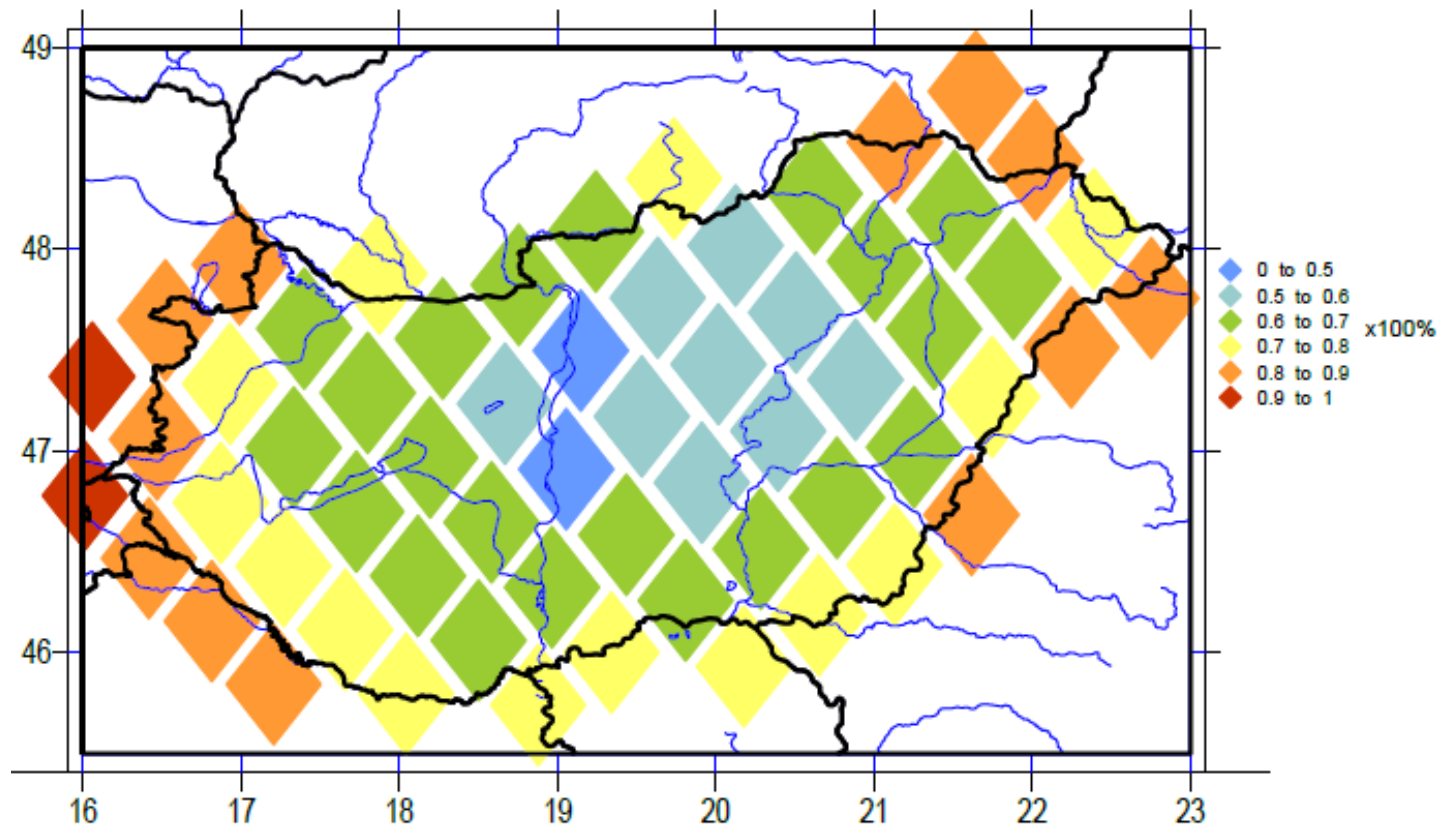 49
48
47
46
16 17 18 19 20 21 22 23
0 to 0.5
0.5 to 0.6
0.6 to 0.7
x100%
0.7 to 0.8
0.8 to 0.9
0.9 to 1